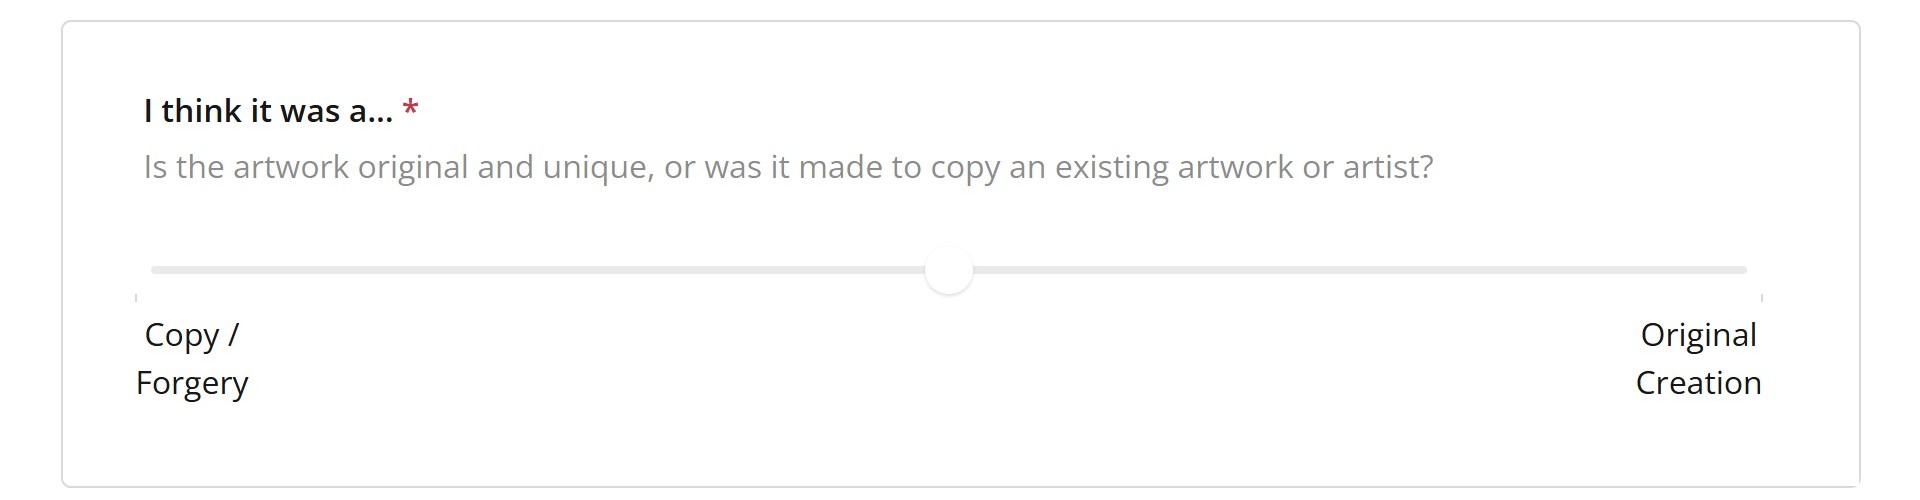 I think it was a... *
Is the artwork original and unique, or was it made to copy an existing artwork or artist?
Copy /
Forgery
Original
Creation